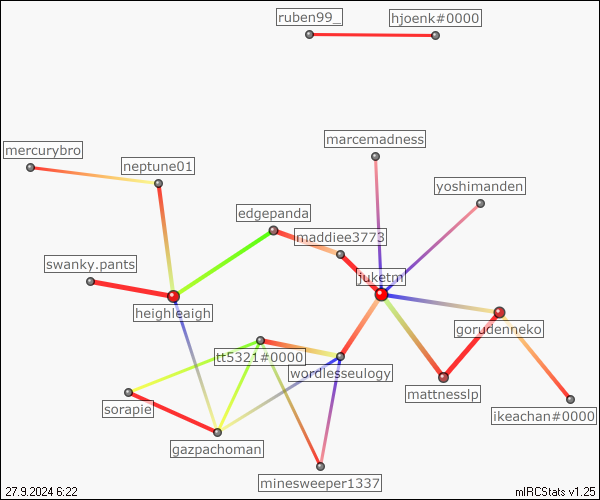 ruben99_
hjoenk#0000
marcemadness
mercurybro
neptune01
yoshimanden
edgepanda
maddiee3773
swanky.pants
juketm
heighleaigh
gorudenneko
tt5321#0000
wordlesseulogy
mattnesslp
sorapie
ikeachan#0000
gazpachoman
minesweeper1337
27.9.2024 6:22
mIRCStats v1.25